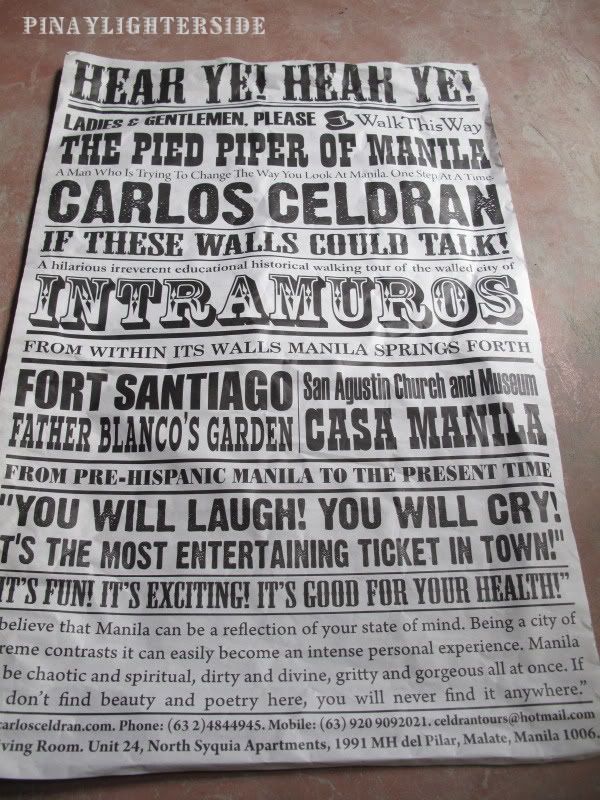 PINAYLIGHTERSIDE
HEAR YE! HEAR YE!
LADIES & GENTLEMEN, PLEASE WalkThisWay
THE PIED PIPER OF MANILA
A Man Who Is Trying To Change The Way You Look At Manila. One Step At A Time.
CARLOS CELDRAN
IF THESE WALLS COULD TALK!
A hilarious irreverent educational historical walking tour of the walled city of
INTRAMUROS
FROM WITHIN ITS WALLS MANILA SPRINGS FORTH
FORT SANTIAGO
FATHER BLANCO'S GARDEN
San Agustin Church and Museum
CASA MANILA
FROM PRE-HISPANIC MANILA TO THE PRESENT TIME
"YOU WILL LAUGH! YOU WILL CRY!
T'S THE MOST ENTERTAINING TICKET IN TOWN!"
IT'S FUN! IT'S EXCITING! IT'S GOOD FOR YOUR HEALTH!"
believe that Manila can be a reflection of your state of mind. Being a city of
reme contrasts it can easily become an intense personal experience. Manila
be chaotic and spiritual, dirty and divine, gritty and gorgeous all at once. If
don't find beauty and poetry here, you will never find it anywhere."
carlosceldran.com. Phone: (63 2)4844945. Mobile: (63) 920 9092021. celdrantours@hotmail.com
iving Room. Unit 24, North Syquia Apartments, 1991 MH del Pilar, Malate, Manila 1006.